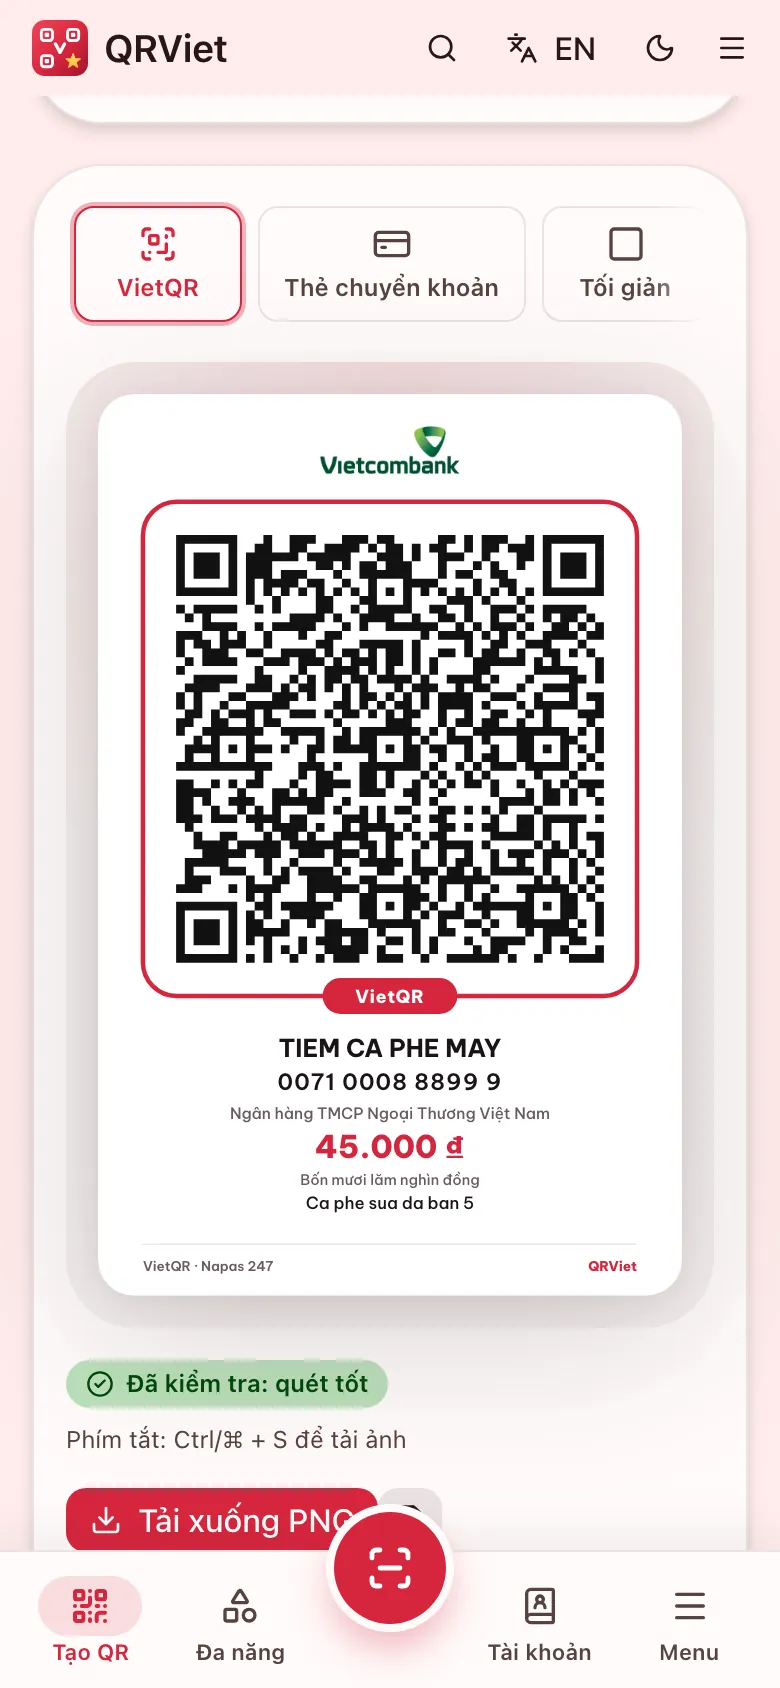 QRViet
EN
VietQR
Thẻ chuyển khoản
Tối giản
Vietcombank
VietQR
TIEM CA PHE MAY
0071 0008 8899 9
Ngân hàng TMCP Ngoại Thương Việt Nam
45.000 ₫
Bốn mươi lăm nghìn đồng
Ca phe sua da ban 5
VietQR · Napas 247
QRViet
Đã kiểm tra: quét tốt
Phím tắt: Ctrl/⌘ + S để tải ảnh
Tải xuống PNG
Tạo QR
Đa năng
Tài khoản
Menu